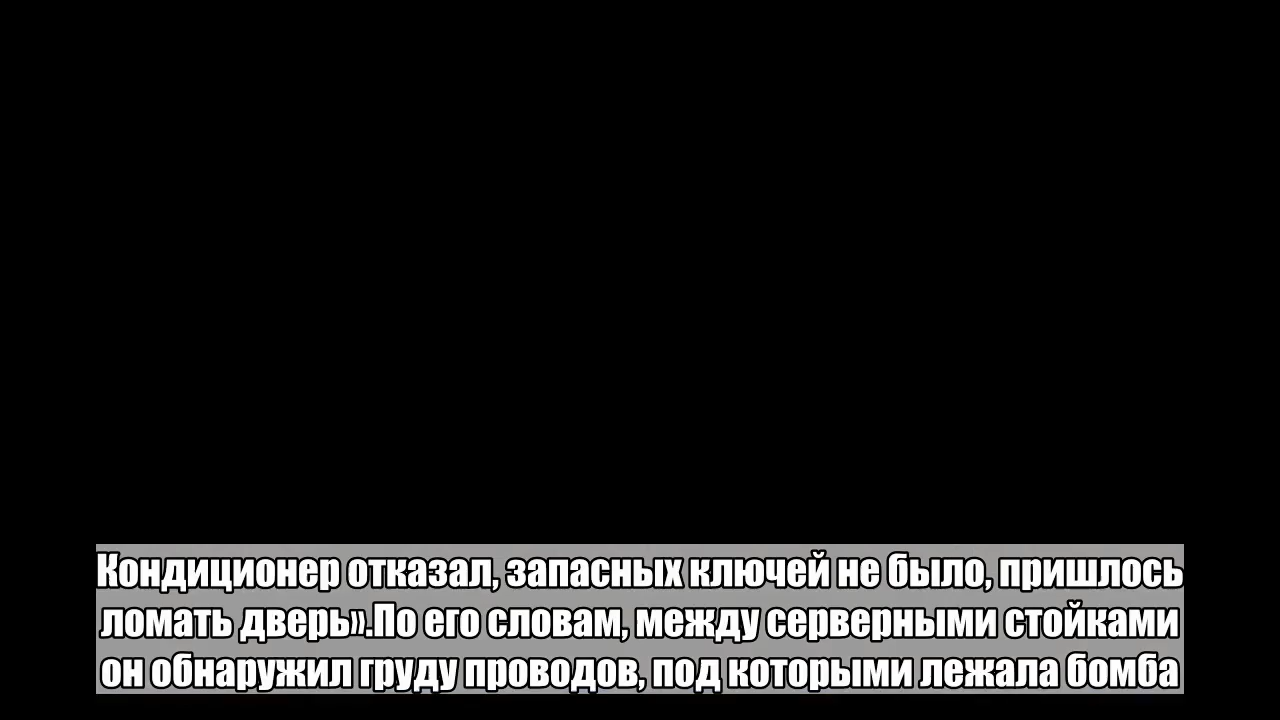 Кондиционер отказал, запасных ключей не было, пришлось
ломать дверь».По его словам, между серверными стойками
он обнаружил груду проводов, под которыми лежала бомба